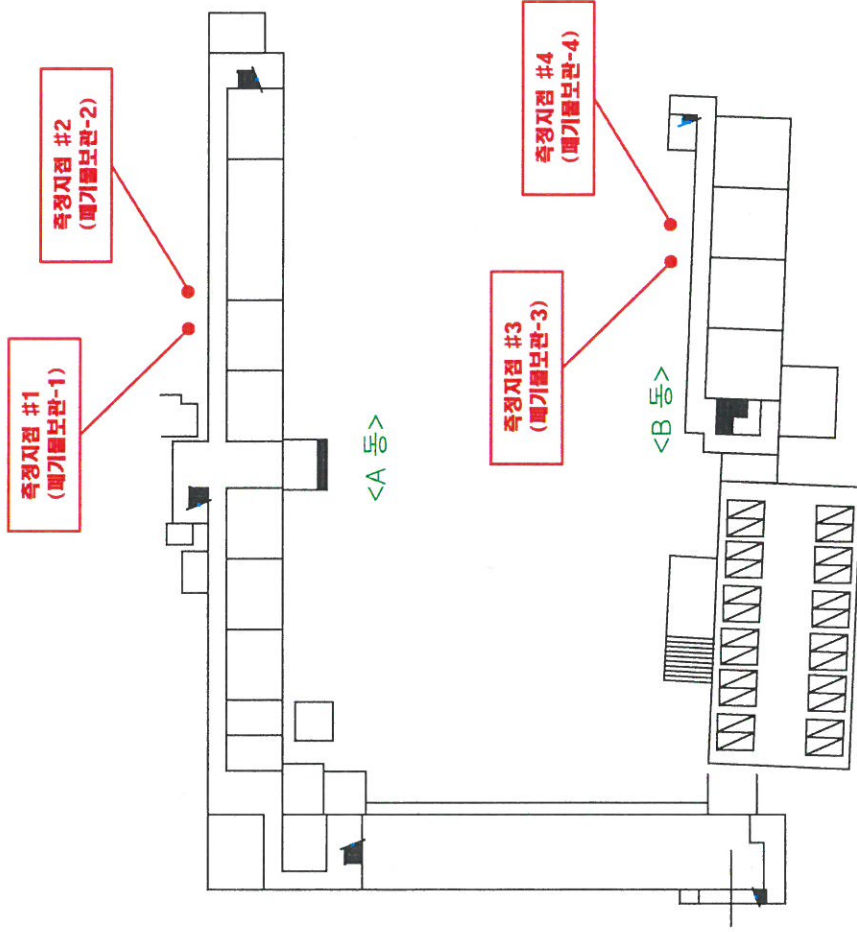 측정지점 #1
(폐기물보관-1)
측정지점 #2
(폐기물보관-2)
측정지점 #3
(폐기물보관-3)
측정지점 #4
(폐기물보관-4)
<A 동>
<B 동>